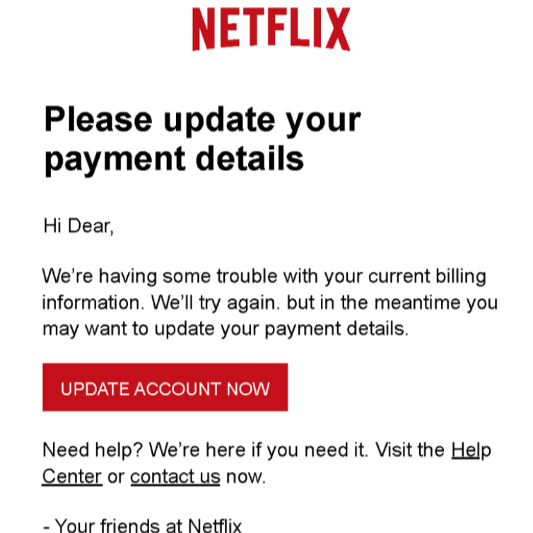 NETFLIX
Please update your
payment details
Hi Dear,
We’re having some trouble with your current billing
information. We’ll try again. but in the meantime you
may want to update your payment details.
UPDATE ACCOUNT NOW
Need help? We’re here if you need it. Visit the Help
Center or contact us now.
- Your friends at Netflix